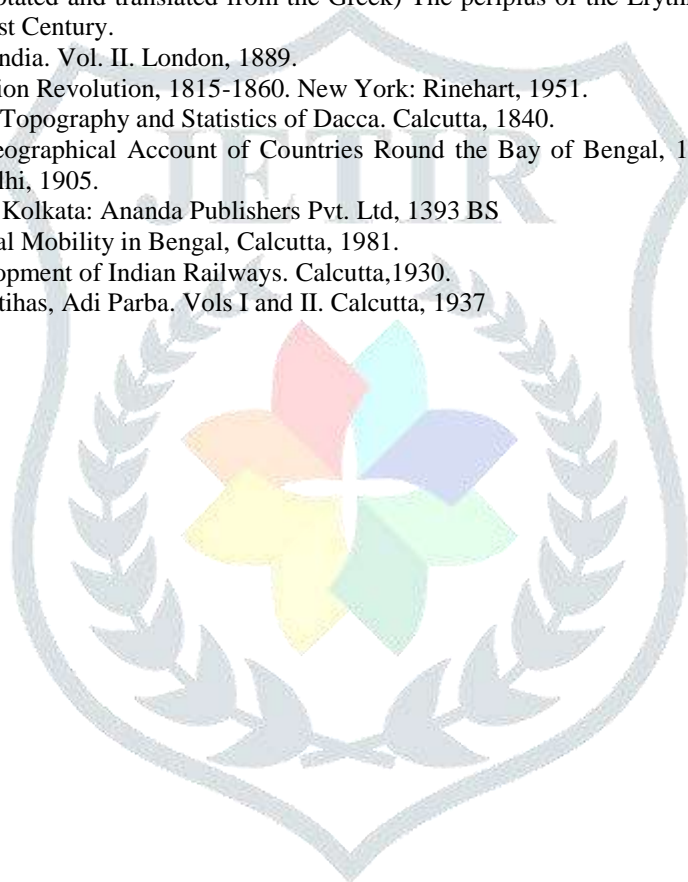 tated and translated from the Greek) The periplus of the Eryth
st Century.
ndia. Vol. II. London, 1889.
ion Revolution, 1815-1860. New York: Rinehart, 1951.
Topography and Statistics of Dacca. Calcutta, 1840.
eographical Account of Countries Round the Bay of Bengal, 1
lhi, 1905.
Kolkata: Ananda Publishers Pvt. Ltd, 1393 BS
al Mobility in Bengal, Calcutta, 1981.
opment of Indian Railways. Calcutta,1930.
tihas, Adi Parba. Vols I and II. Calcutta, 1937
JETIR